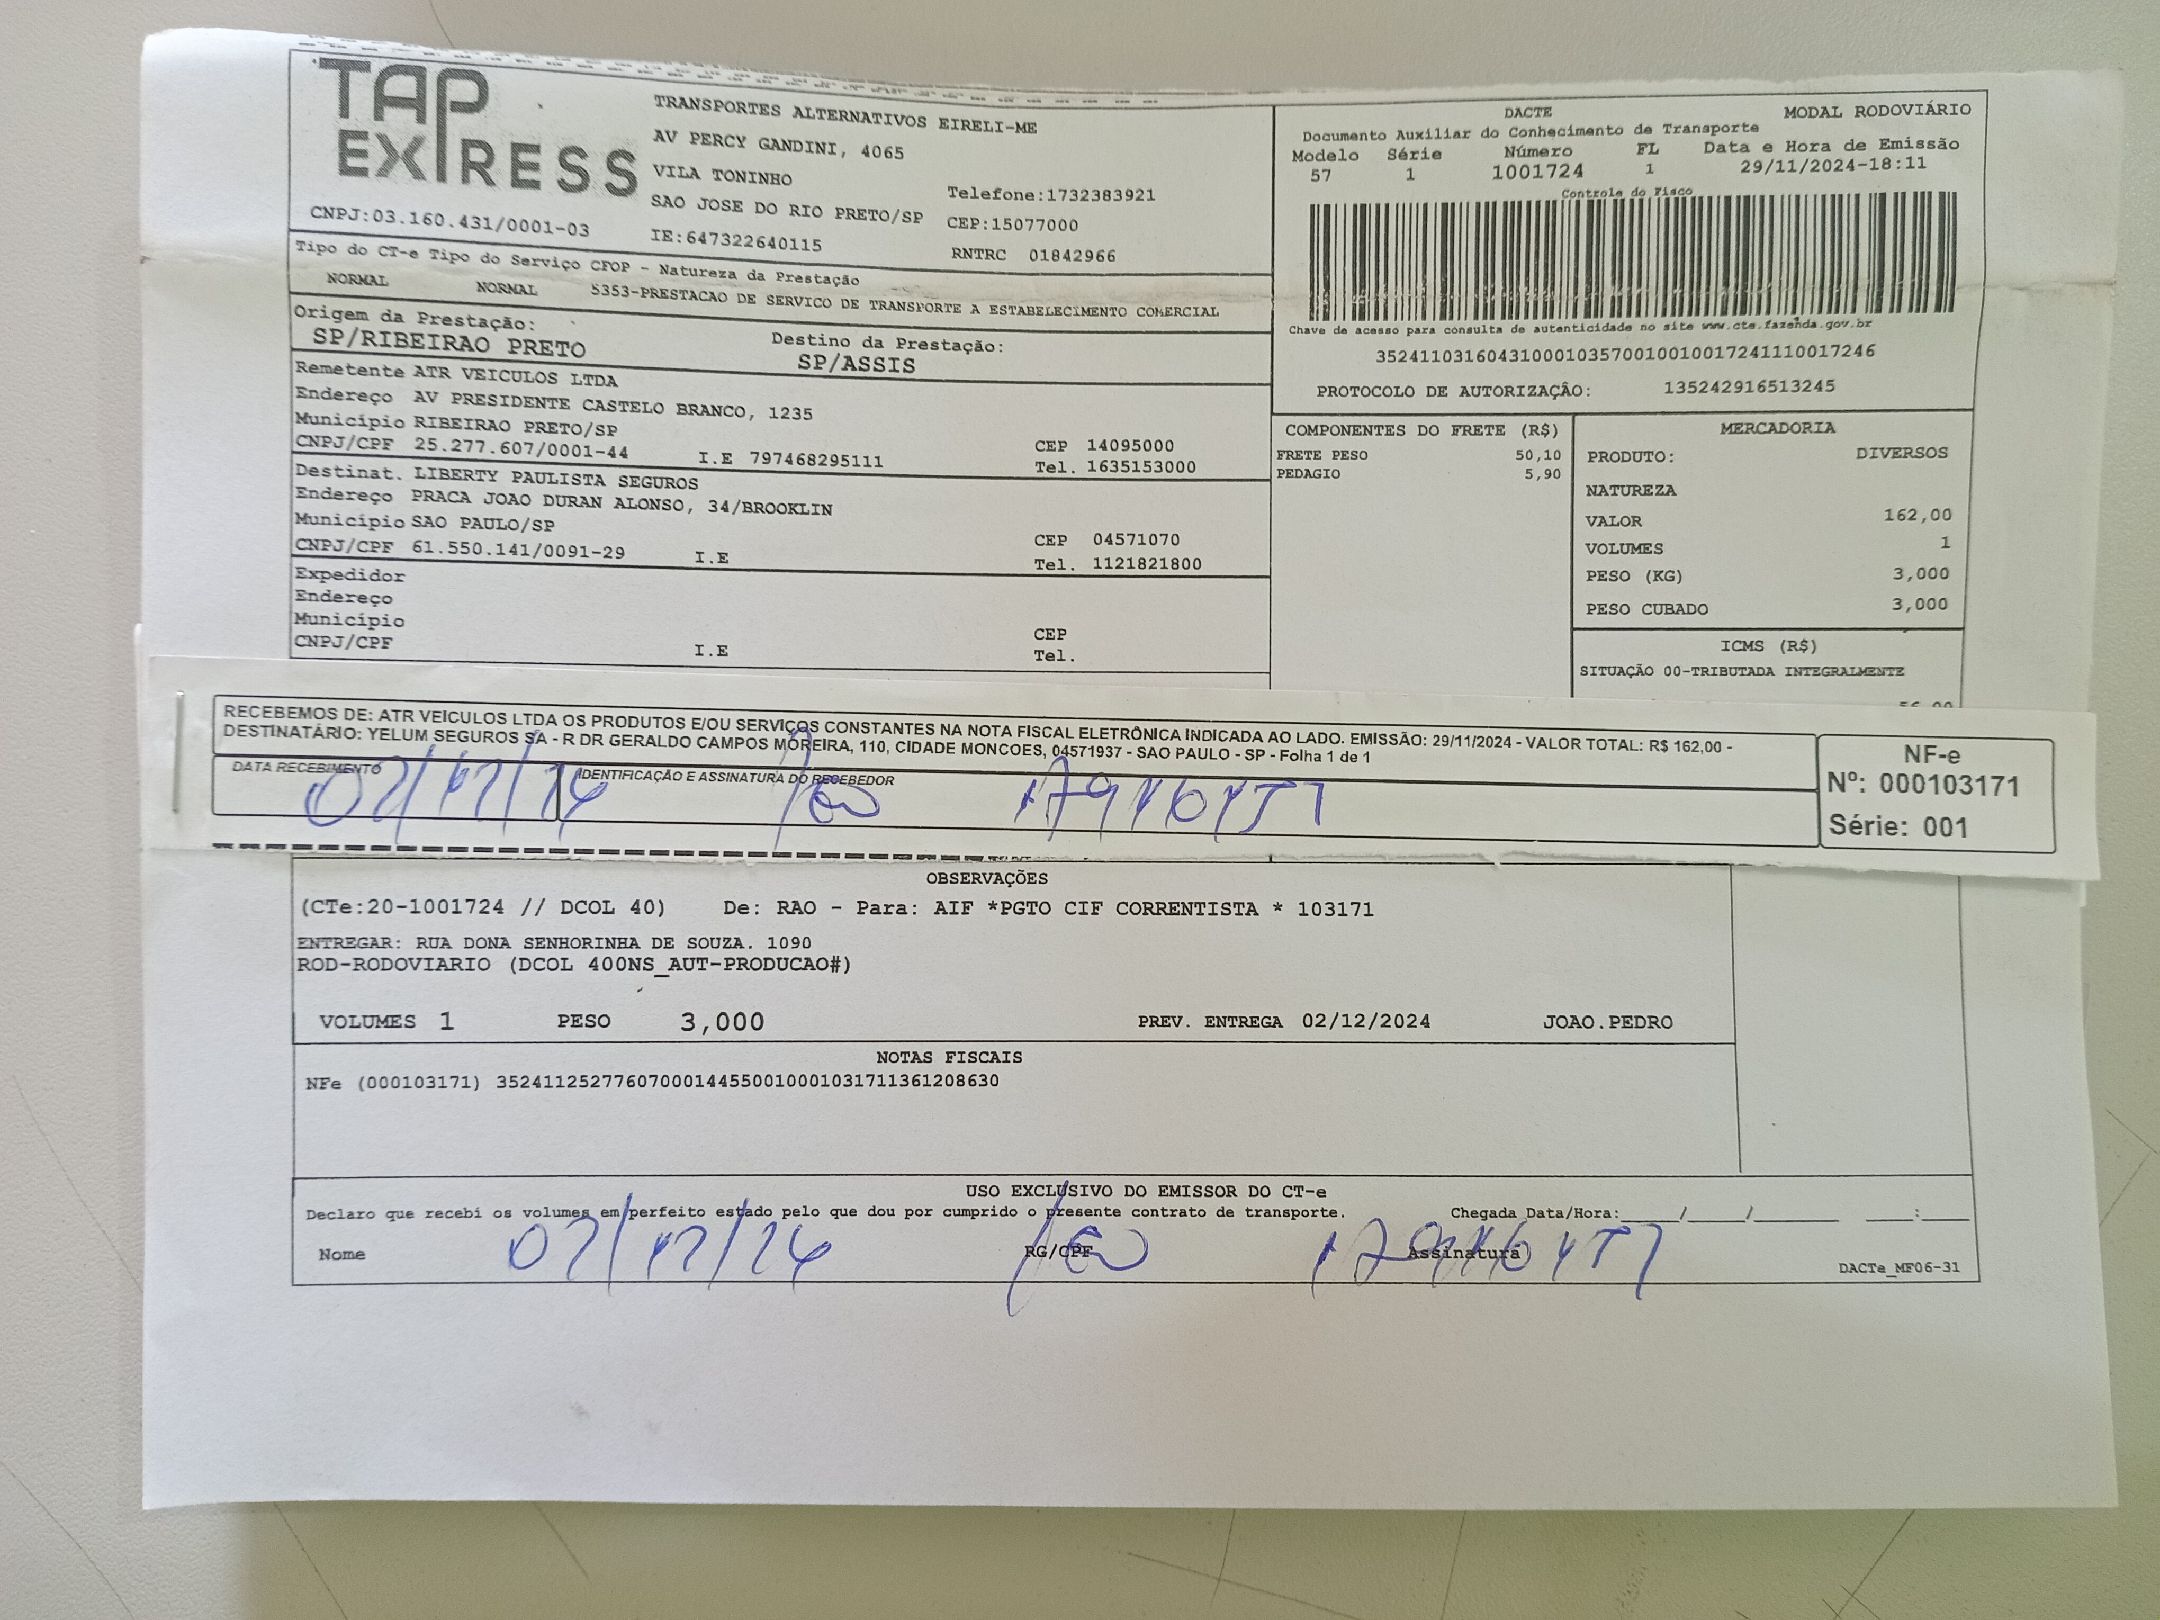 TAP EXPRESS
TRANSPORTES ALTERNATIVOS EIRELI-ME
AV PERCY GANDINI, 4065
VILA TONINHO
SAO JOSE DO RIO PRETO/SP
IE:647322640115
Telefone:1732383921
CEP:15077000
RNTRC 01842966
CNPJ:03.160.431/0001-03
DACTE
MODAL RODOVIÁRIO
Documento Auxiliar do Conhecimento de Transporte
Modelo Série Número FL Data e Hora de Emissão
57 1 1001724 1 29/11/2024-18:11
Controle do Fisco
Chave de acesso para consulta de autenticidade no site www.cte.fazenda.gov.br
35241103160431000103570010010017241110017246
PROTOCOLO DE AUTORIZAÇÂO: 135242916513245
Tipo do CT-e Tipo do Serviço CFOP - Natureza da Prestação
NORMAL NORMAL 5353-PRESTACAO DE SERVICO DE TRANSPORTE A ESTABELECIMENTO COMERCIAL
Origem da Prestação:
SP/RIBEIRAO PRETO
Destino da Prestação:
SP/ASSIS
Remetente ATR VEICULOS LTDA
Endereço AV PRESIDENTE CASTELO BRANCO, 1235
Município RIBEIRAO PRETO/SP CEP 14095000
CNPJ/CPF 25.277.607/0001-44 I.E 797468295111 Tel. 1635153000
Destinat. LIBERTY PAULISTA SEGUROS
Endereço PRACA JOAO DURAN ALONSO, 34/BROOKLIN
Município SAO PAULO/SP CEP 04571070
CNPJ/CPF 61.550.141/0091-29 I.E Tel. 1121821800
Expedidor
Endereço
Município CEP
CNPJ/CPF I.E Tel.
COMPONENTES DO FRETE (R$)
FRETE PESO 50,10
PEDAGIO 5,90
MERCADORIA
PRODUTO: DIVERSOS
NATUREZA
VALOR 162,00
VOLUMES 1
PESO (KG) 3,000
PESO CUBADO 3,000
ICMS (R$)
SITUAÇÃO 00-TRIBUTADA INTEGRALMENTE
RECEBEMOS DE: ATR VEICULOS LTDA OS PRODUTOS E/OU SERVIÇOS CONSTANTES NA NOTA FISCAL ELETRÔNICA INDICADA AO LADO. EMISSÃO: 29/11/2024 - VALOR TOTAL: R$ 162,00 -
DESTINATÁRIO: YELUM SEGUROS SA - R DR GERALDO CAMPOS MOREIRA, 110, CIDADE MONCOES, 04571937 - SAO PAULO - SP - Folha 1 de 1
DATA RECEBIMENTO IDENTIFICAÇÃO E ASSINATURA DO RECEBEDOR
NF-e
Nº: 000103171
Série: 001
OBSERVAÇÕES
(CTe:20-1001724 // DCOL 40) De: RAO - Para: AIF *PGTO CIF CORRENTISTA * 103171
ENTREGAR: RUA DONA SENHORINHA DE SOUZA. 1090
ROD-RODOVIARIO (DCOL 400NS_AUT-PRODUCAO#)
VOLUMES 1 PESO 3,000 PREV. ENTREGA 02/12/2024 JOAO.PEDRO
NOTAS FISCAIS
NFe (000103171) 35241125277607000144550010001031711361208630
USO EXCLUSIVO DO EMISSOR DO CT-e
Declaro que recebi os volumes em perfeito estado pelo que dou por cumprido o presente contrato de transporte. Chegada Data/Hora:____/____/______ ___:___
Nome RG/CPF Assinatura
DACTe_MF06-31